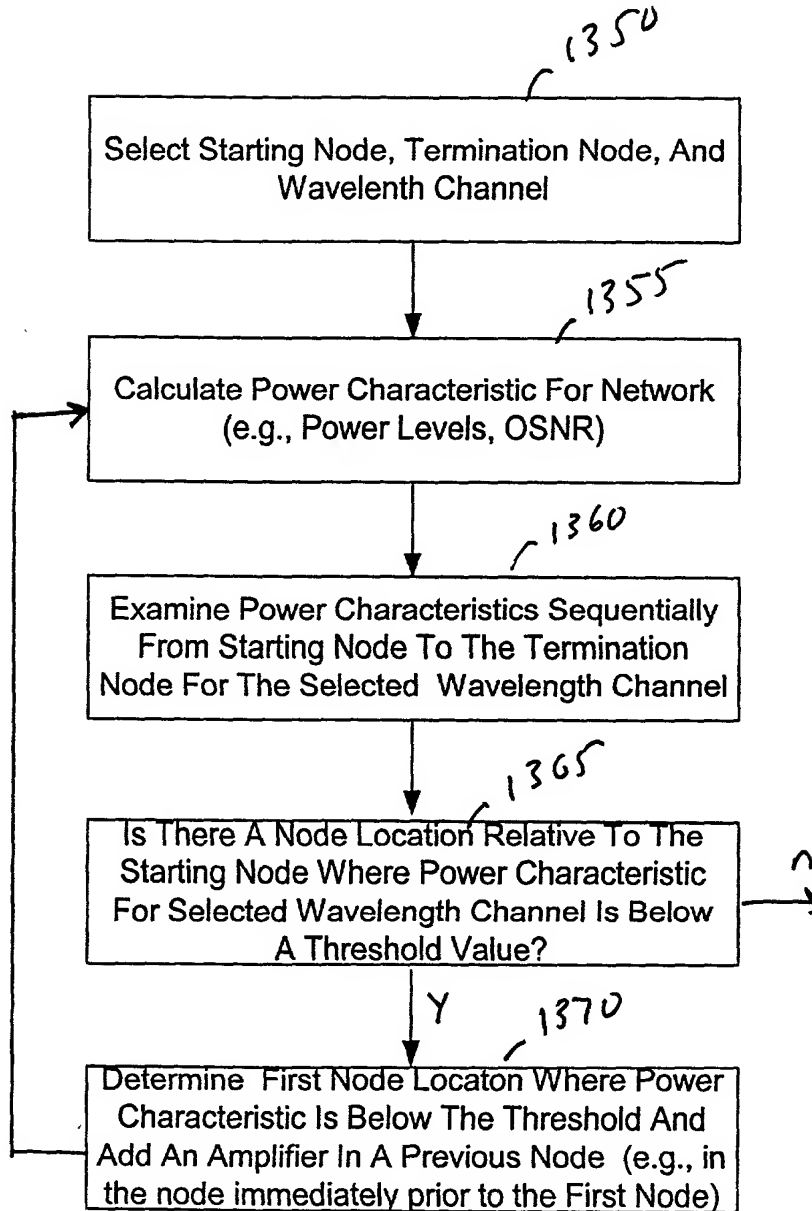 1350
Select Starting Node, Termination Node, And
Wavelenth Channel
1355
Calculate Power Characteristic For Network
(e.g., Power Levels, OSNR)
1360
Examine Power Characteristics Sequentially
From Starting Node To The Termination
Node For The Selected Wavelength Channel
1365
Is There A Node Location Relative To The
Starting Node Where Power Characteristic
For Selected Wavelength Channel Is Below
A Threshold Value?
Y
1370
Determine First Node Locaton Where Power
Characteristic Is Below The Threshold And
Add An Amplifier In A Previous Node (e.g., in
the node immediately prior to the First Node)